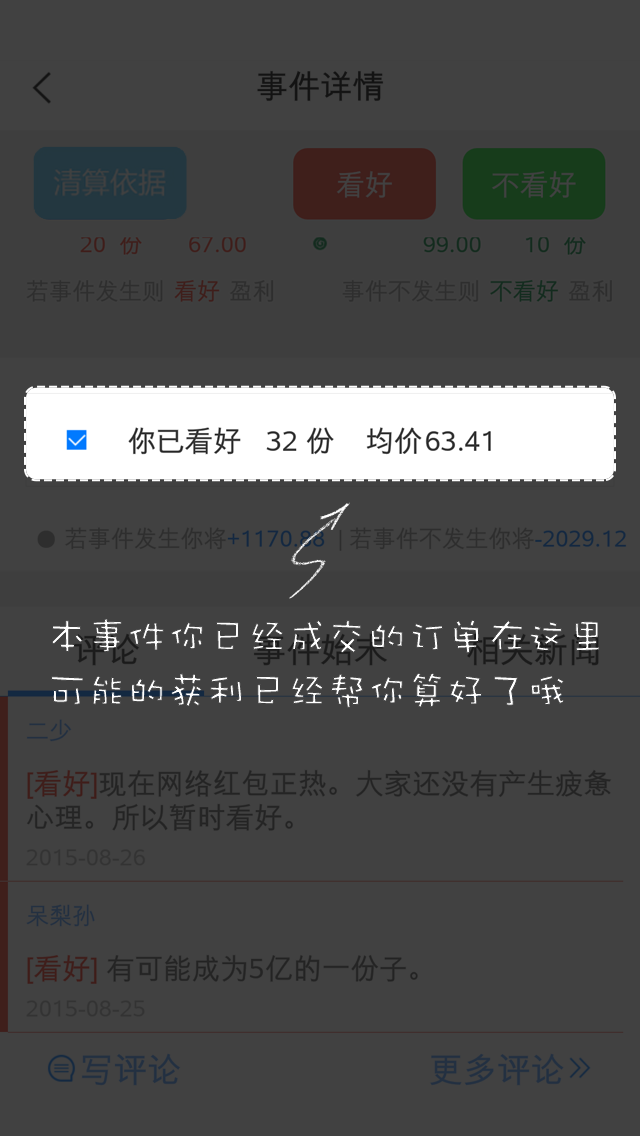 事件详情
清算依据 看好 不看好
20 份 67.00 99.00 10 份
若事件发生则 看好 盈利 事件不发生则 不看好 盈利
你已看好 32 份 均价63.41
若事件发生你将+1170.88 | 若事件不发生你将-2029.12
本事件你已经成交的订单在这里
评论 事件始末 相关新闻
可能的获利已经帮你算好了哦
二少
[看好]现在网络红包正热。大家还没有产生疲惫
心理。所以暂时看好。
2015-08-26
呆梨孙
[看好] 有可能成为5亿的一份子。
2015-08-25
写评论 更多评论